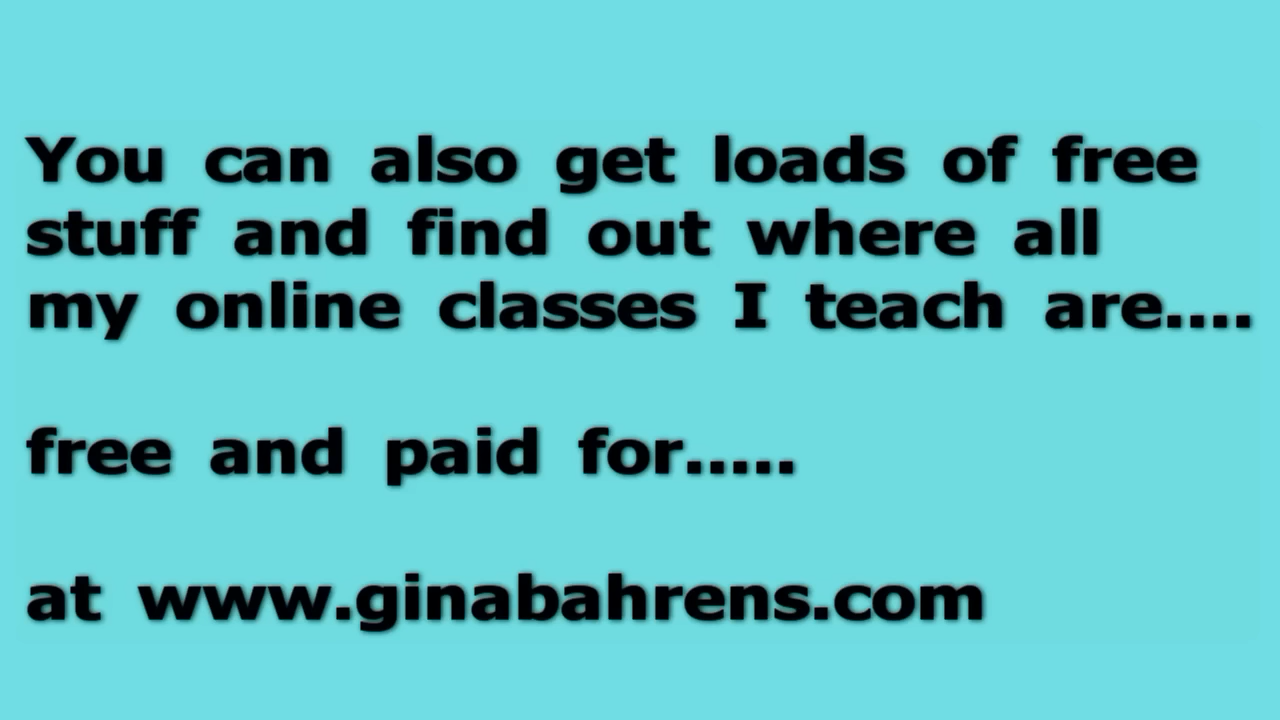 You can also get loads of free
stuff and find out where all
my online classes I teach are....
free and paid for.....
at www.ginabahrens.com